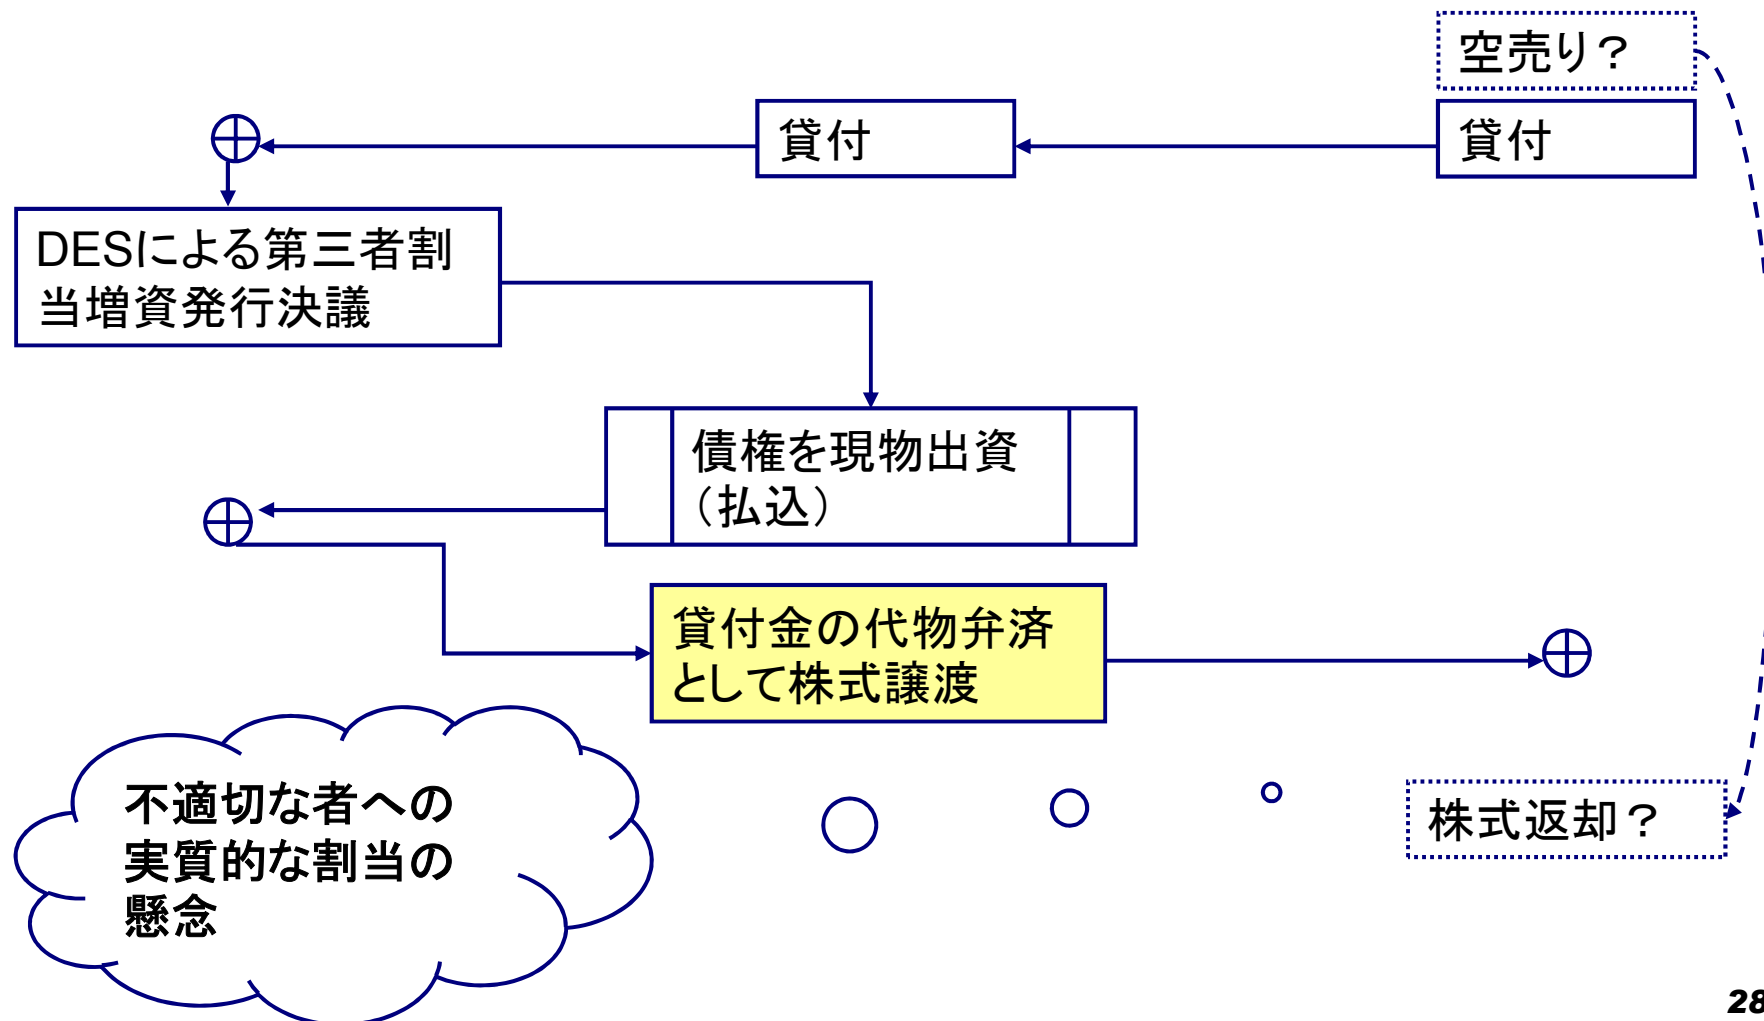 空売り？
貸付
貸付
DESによる第三者割
当増資発行決議
債権を現物出資
（払込）
貸付金の代物弁済
として株式譲渡
不適切な者への
実質的な割当の
懸念
株式返却？
28